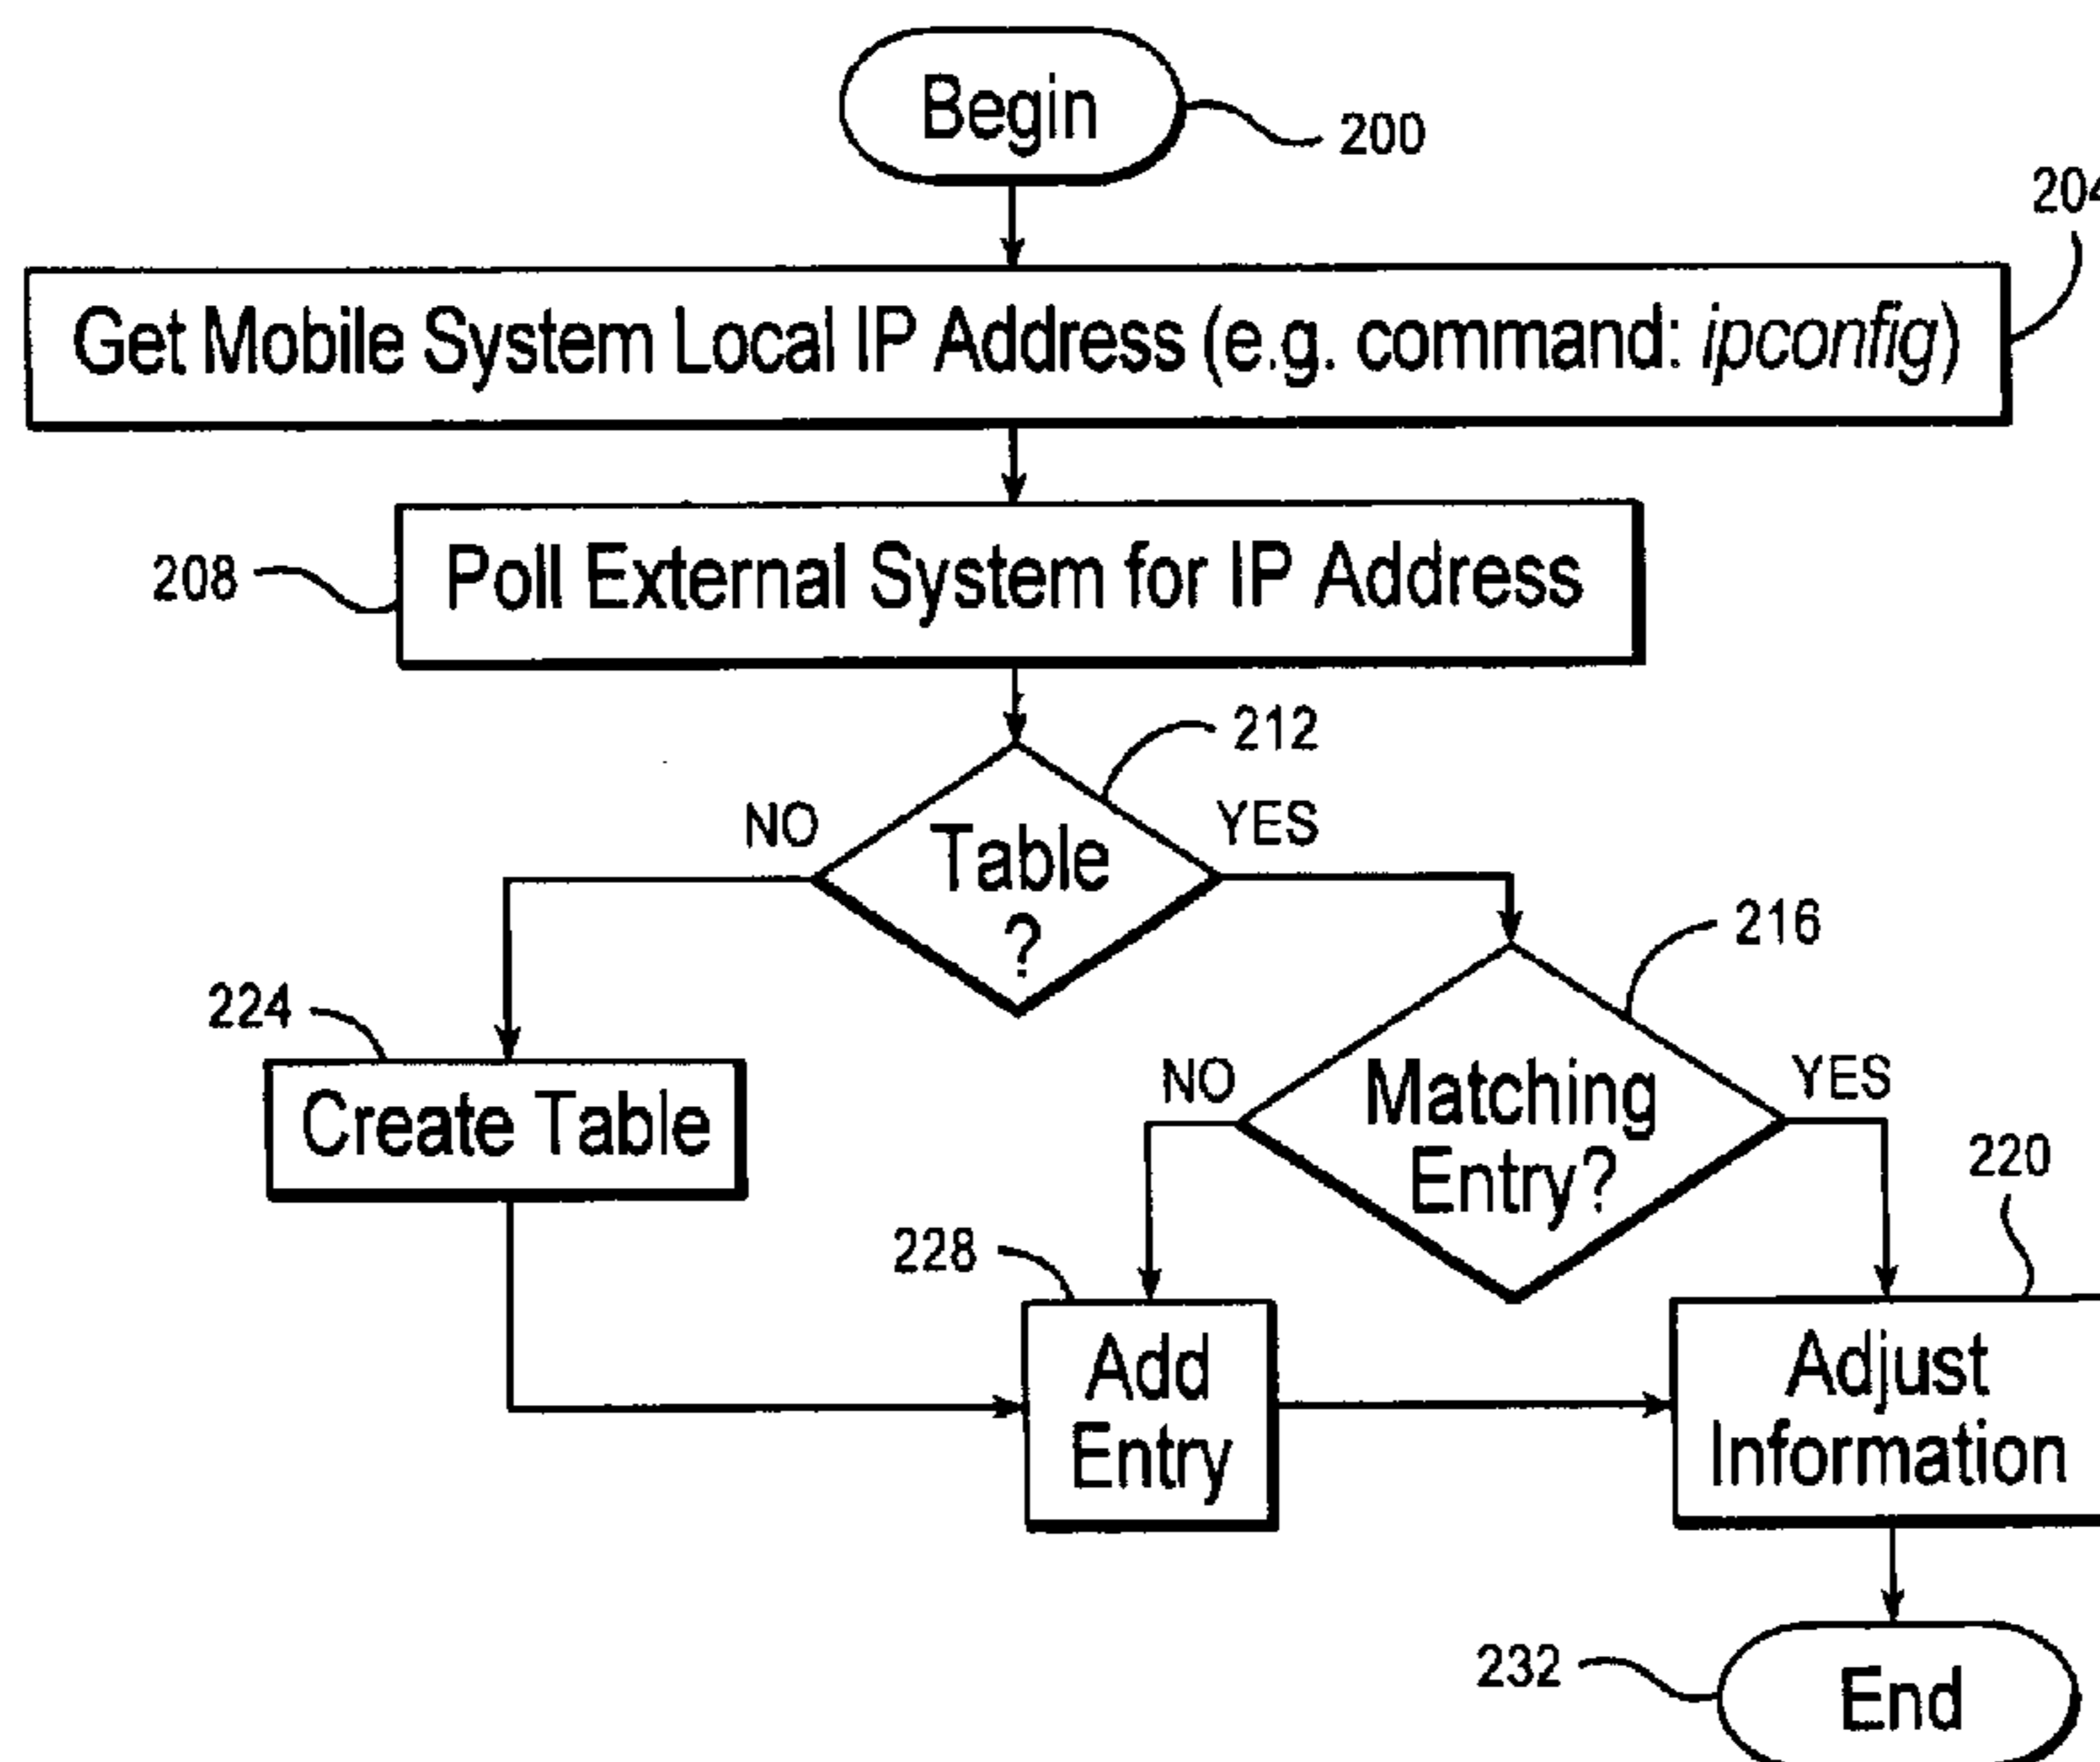 Begin
200
204
Get Mobile System Local IP Address (e.g. command: ipconfig)
208
Poll External System for IP Address
212
NO
YES
Table
?
216
224
Create Table
NO
YES
Matching
Entry?
220
228
Add
Entry
Adjust
Information
232
End